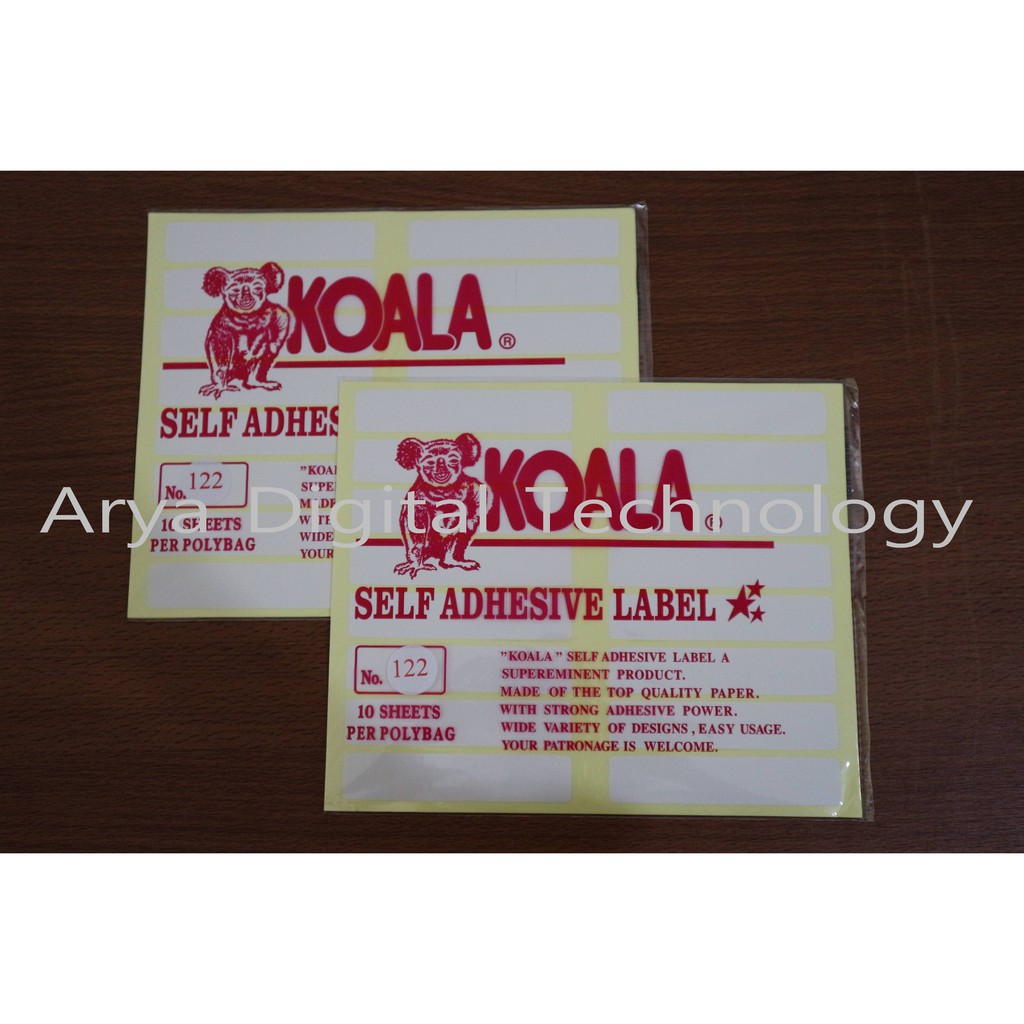 KOALA ®
SELF ADHES
No. 122
10 SHEETS
PER POLYBAG
"KOAL
SUPE
MADE
WITH
WIDE
YOUR
Arya Digital Technology
KOALA ®
SELF ADHESIVE LABEL
No. 122
10 SHEETS
PER POLYBAG
"KOALA" SELF ADHESIVE LABEL A
SUPEREMINENT PRODUCT.
MADE OF THE TOP QUALITY PAPER.
WITH STRONG ADHESIVE POWER.
WIDE VARIETY OF DESIGNS, EASY USAGE.
YOUR PATRONAGE IS WELCOME.